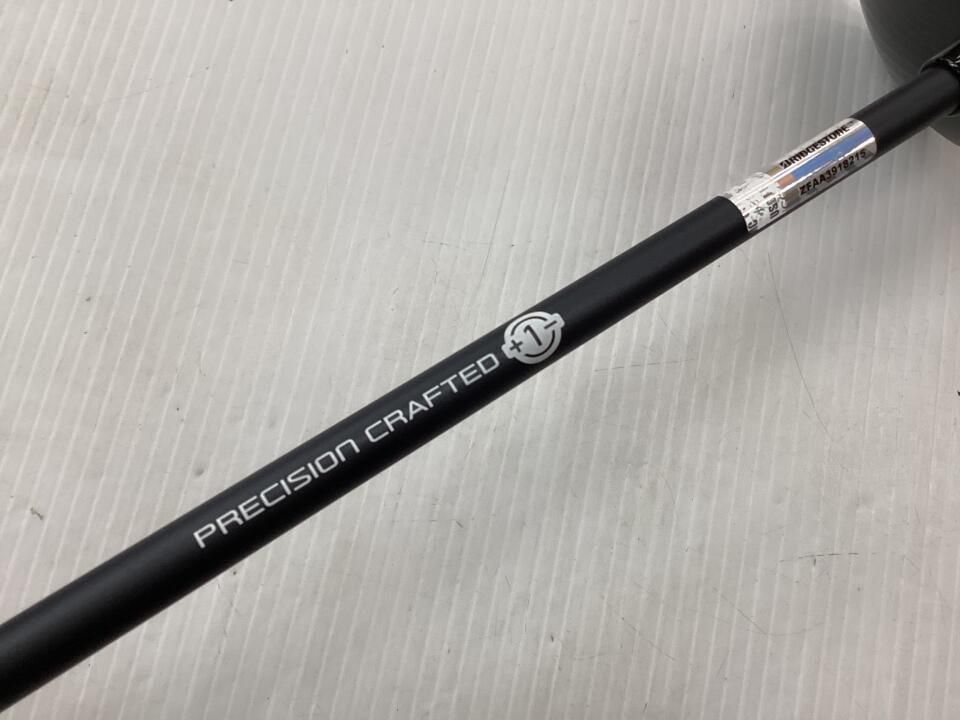 PRECISION CRAFTED +1-
BRIDGESTONE
ZFAA3918215